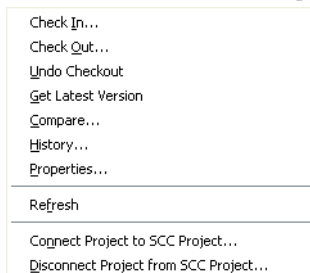 Check In...
Check Out...
Undo Checkout
Get Latest Version
Compare...
History...
Properties...
Refresh
Connect Project to SCC Project...
Disconnect Project from SCC Project...